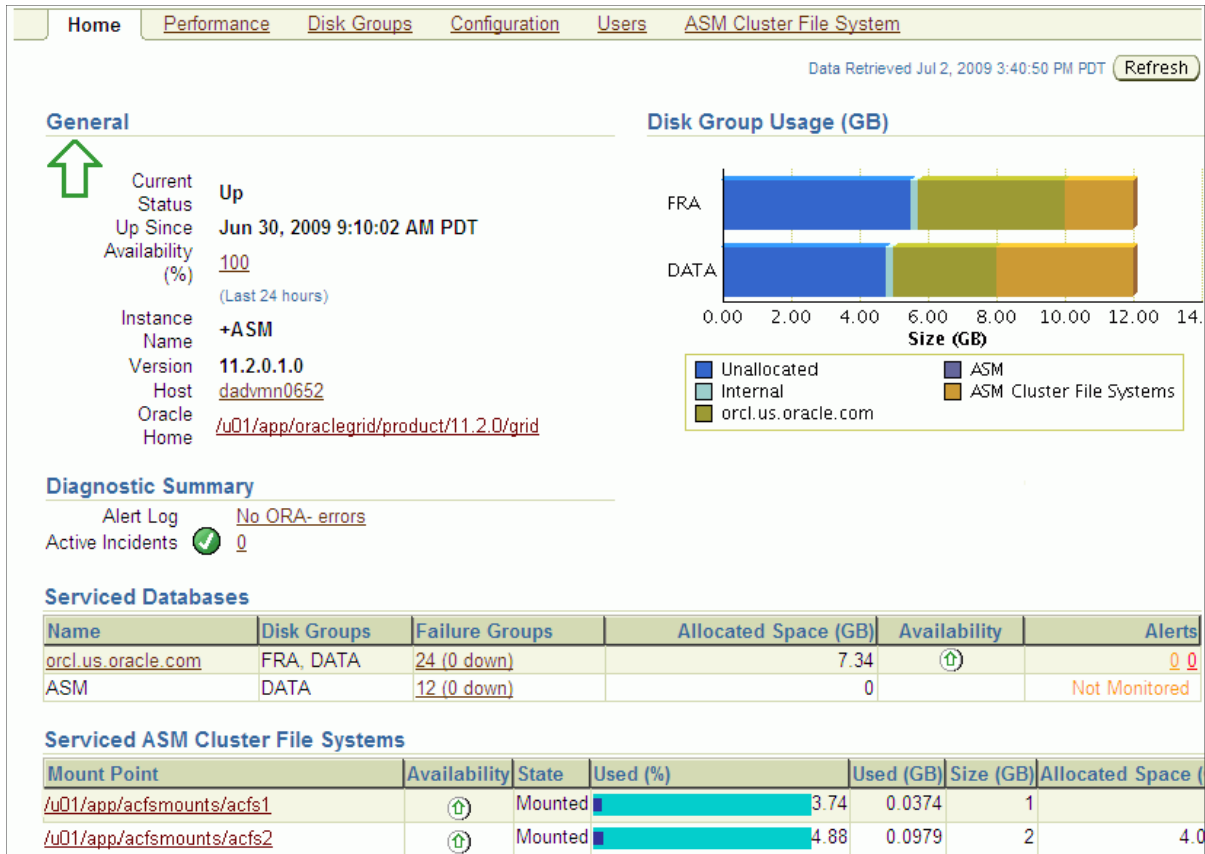 Home Performance Disk Groups Configuration Users ASM Cluster File System
Data Retrieved Jul 2, 2009 3:40:50 PM PDT Refresh
General
Current Status Up
Up Since Jun 30, 2009 9:10:02 AM PDT
Availability (%) 100
(Last 24 hours)
Instance Name +ASM
Version 11.2.0.1.0
Host dadvmn0652
Oracle Home /u01/app/oraclegrid/product/11.2.0/grid
Disk Group Usage (GB)
FRA
DATA
0.00 2.00 4.00 6.00 8.00 10.00 12.00 14.
Size (GB)
Unallocated ASM
Internal ASM Cluster File Systems
orcl.us.oracle.com
Diagnostic Summary
Alert Log No ORA- errors
Active Incidents 0
Serviced Databases
Name Disk Groups Failure Groups Allocated Space (GB) Availability Alerts
orcl.us.oracle.com FRA, DATA 24 (0 down) 7.34 0 0
ASM DATA 12 (0 down) 0 Not Monitored
Serviced ASM Cluster File Systems
Mount Point Availability State Used (%) Used (GB) Size (GB) Allocated Space (
/u01/app/acfsmounts/acfs1 Mounted 3.74 0.0374 1
/u01/app/acfsmounts/acfs2 Mounted 4.88 0.0979 2 4.0